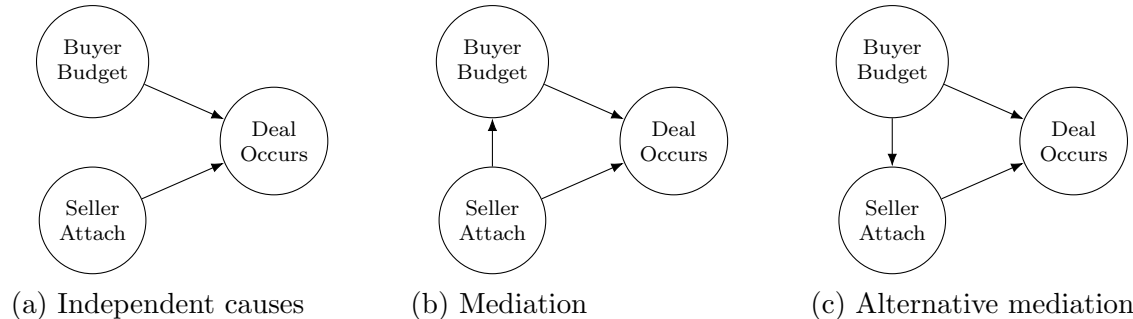 Buyer
Budget
Deal
Occurs
Seller
Attach
(a) Independent causes
Buyer
Budget
Deal
Occurs
Seller
Attach
(b) Mediation
Buyer
Budget
Deal
Occurs
Seller
Attach
(c) Alternative mediation